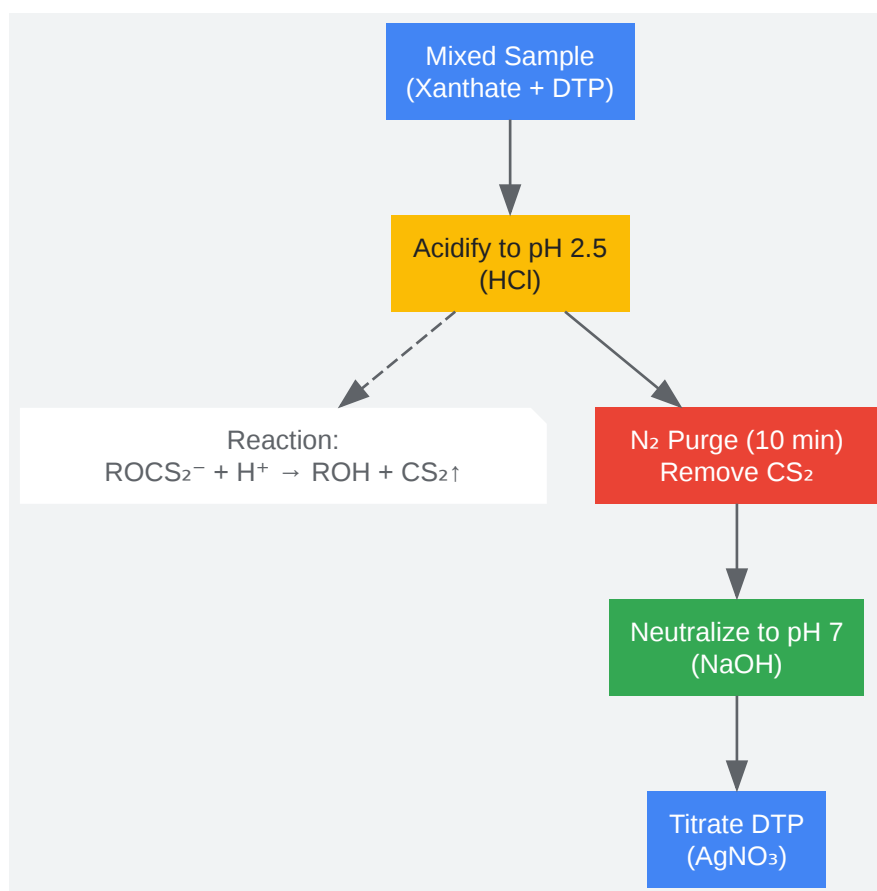 Mixed Sample
(Xanthate + DTP)
Acidify to pH 2.5
(HCl)
Reaction:
ROCS₂⁻ + H⁺ → ROH + CS₂↑
N₂ Purge (10 min)
Remove CS₂
Neutralize to pH 7
(NaOH)
Titrate DTP
(AgNO₃)